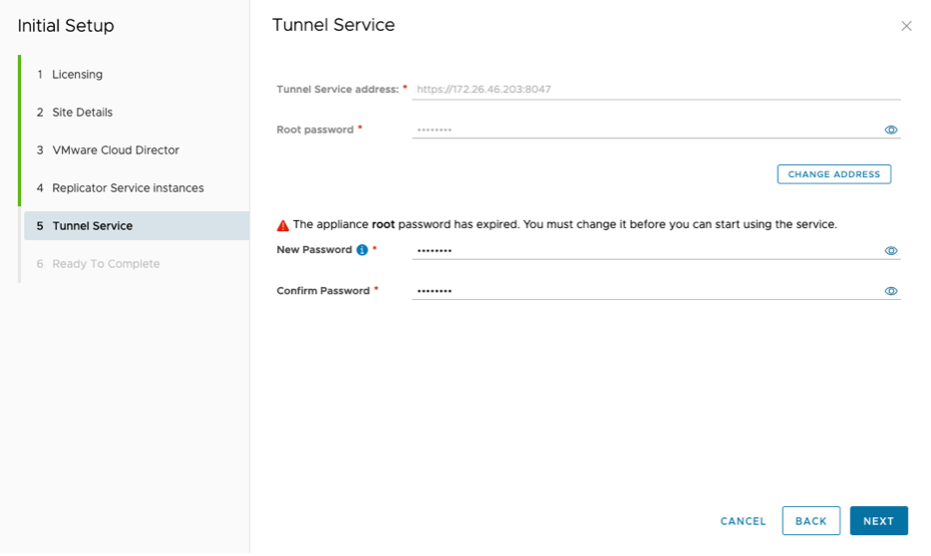 Initial Setup
1 Licensing
2 Site Details
3 VMware Cloud Director
4 Replicator Service instances
5 Tunnel Service
6 Ready To Complete
Tunnel Service
Tunnel Service address: * https://172.26.46.203:8047
Root password * ••••••••
CHANGE ADDRESS
The appliance root password has expired. You must change it before you can start using the service.
New Password * ••••••••
Confirm Password * ••••••••
CANCEL BACK NEXT